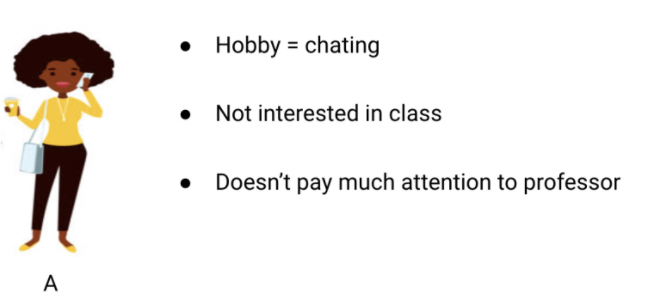 ● Hobby = chating
● Not interested in class
● Doesn't pay much attention to professor
A